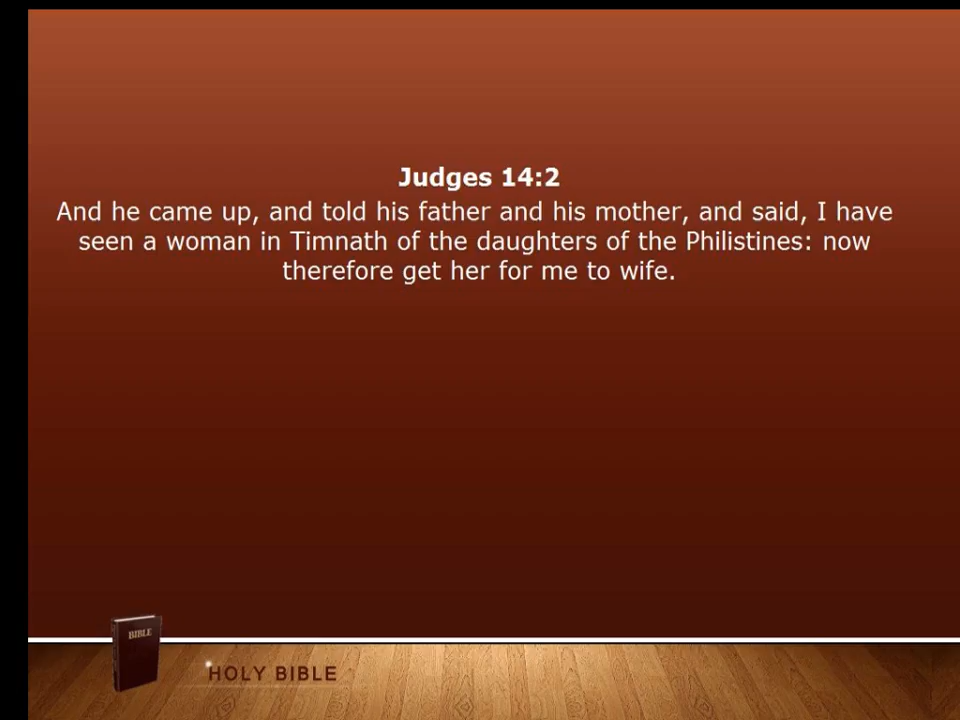 Judges 14:2
And he came up, and told his father and his mother, and said, I have
seen a woman in Timnath of the daughters of the Philistines: now
therefore get her for me to wife.
BIBLE
HOLY BIBLE